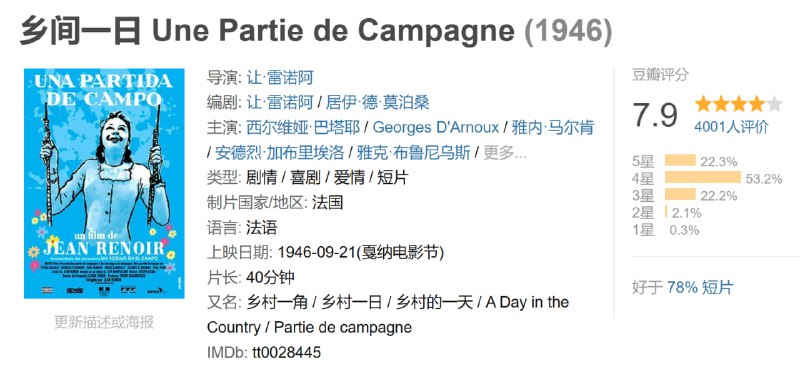 乡间一日 Une Partie de Campagne (1946)
UNA PARTIDA
DE CAMPO
un film de
JEAN RENOIR
更新描述或海报
导演: 让·雷诺阿
编剧: 让·雷诺阿 / 居伊·德·莫泊桑
主演: 西尔维娅·巴塔耶 / Georges D'Arnoux / 雅内·马尔肯
/ 安德烈·加布里埃洛 / 雅克·布鲁尼乌斯 / 更多...
类型: 剧情 / 喜剧 / 爱情 / 短片
制片国家/地区: 法国
语言: 法语
上映日期: 1946-09-21(戛纳电影节)
片长: 40分钟
又名: 乡村一角 / 乡村一日 / 乡村的一天 / A Day in the
Country / Partie de campagne
IMDb: tt0028445
豆瓣评分
7.9
4001人评价
5星 22.3%
4星 53.2%
3星 22.2%
2星 2.1%
1星 0.3%
好于 78% 短片